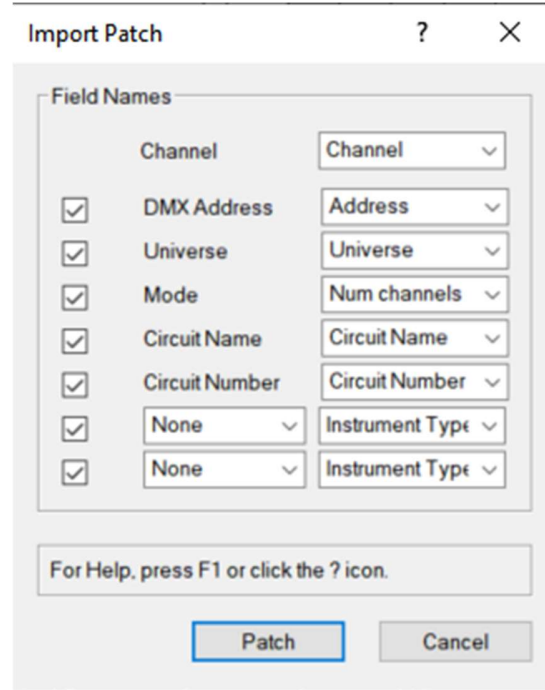 Import Patch ? X
Field Names
Channel Channel
DMX Address Address
Universe Universe
Mode Num channels
Circuit Name Circuit Name
Circuit Number Circuit Number
None Instrument Type
None Instrument Type
For Help, press F1 or click the ? icon.
Patch Cancel